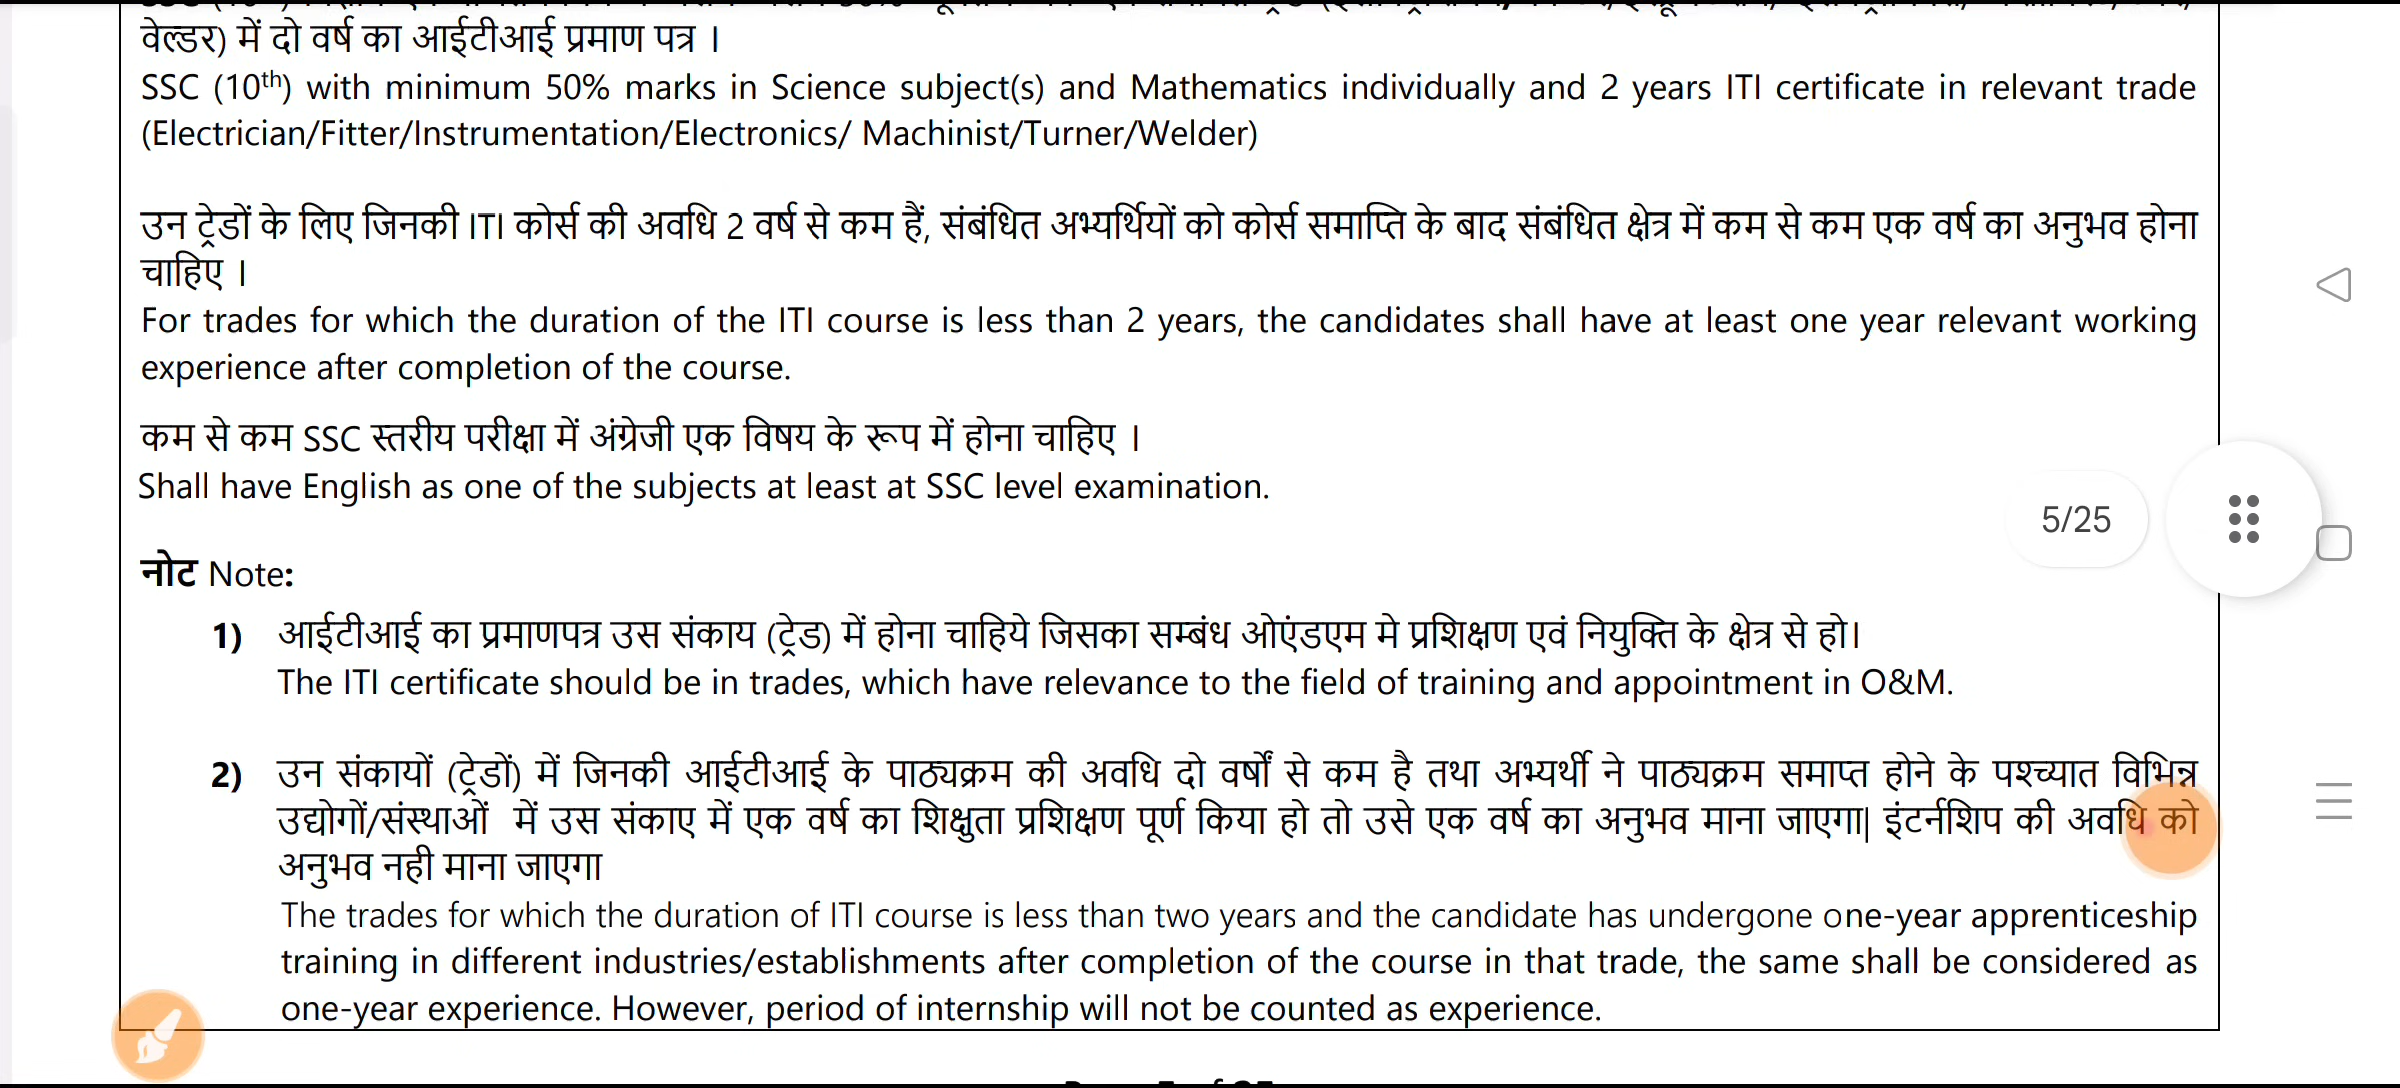 वेल्डर) में दो वर्ष का आईटीआई प्रमाण पत्र ।
SSC (10th) with minimum 50% marks in Science subject(s) and Mathematics individually and 2 years ITI certificate in relevant trade
(Electrician/Fitter/Instrumentation/Electronics/ Machinist/Turner/Welder)
उन ट्रेडों के लिए जिनकी ITI कोर्स की अवधि 2 वर्ष से कम हैं, संबंधित अभ्यर्थियों को कोर्स समाप्ति के बाद संबंधित क्षेत्र में कम से कम एक वर्ष का अनुभव होना
चाहिए ।
For trades for which the duration of the ITI course is less than 2 years, the candidates shall have at least one year relevant working
experience after completion of the course.
कम से कम SSC स्तरीय परीक्षा में अंग्रेजी एक विषय के रूप में होना चाहिए ।
Shall have English as one of the subjects at least at SSC level examination.
5/25
नोट Note:
1) आईटीआई का प्रमाणपत्र उस संकाय (ट्रेड) में होना चाहिये जिसका सम्बंध ओएंडएम मे प्रशिक्षण एवं नियुक्ति के क्षेत्र से हो।
The ITI certificate should be in trades, which have relevance to the field of training and appointment in O&M.
2) उन संकायों (ट्रेडों) में जिनकी आईटीआई के पाठ्यक्रम की अवधि दो वर्षों से कम है तथा अभ्यर्थी ने पाठ्यक्रम समाप्त होने के पश्च्यात विभिन्न
उद्योगों/संस्थाओं में उस संकाए में एक वर्ष का शिक्षुता प्रशिक्षण पूर्ण किया हो तो उसे एक वर्ष का अनुभव माना जाएगा| इंटर्नशिप की अवधि को
अनुभव नही माना जाएगा
The trades for which the duration of ITI course is less than two years and the candidate has undergone one-year apprenticeship
training in different industries/establishments after completion of the course in that trade, the same shall be considered as
one-year experience. However, period of internship will not be counted as experience.